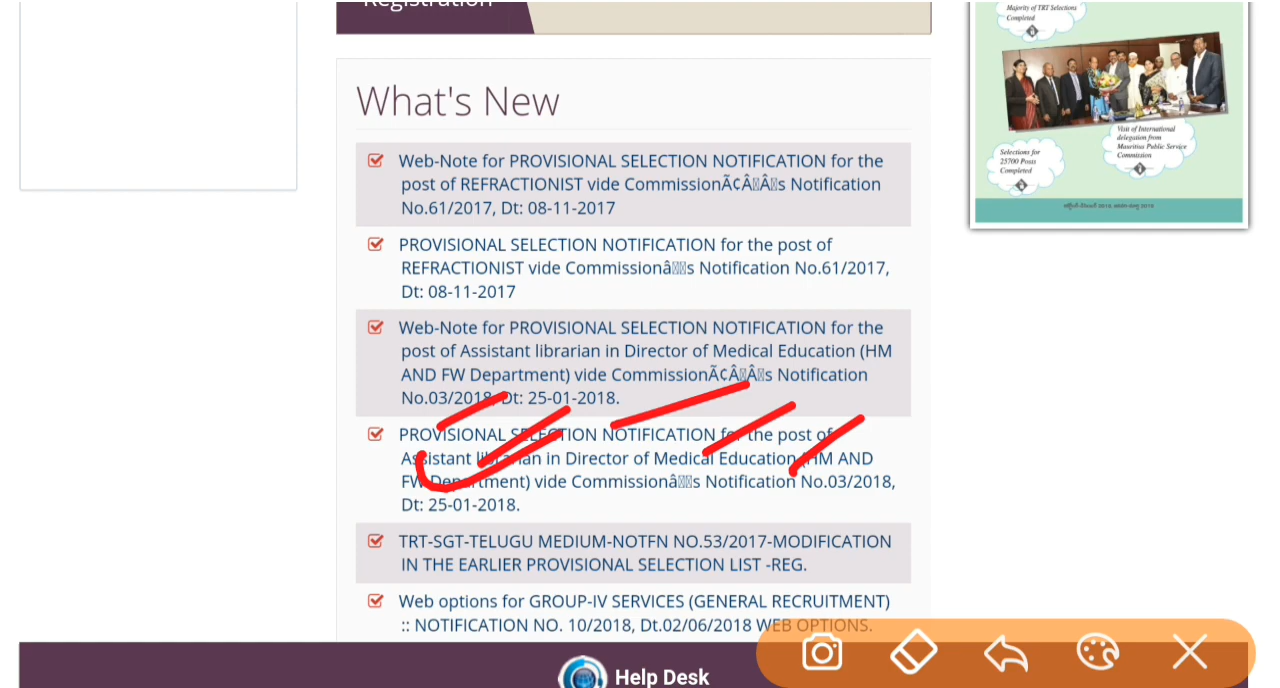 Registration
What's New
Web-Note for PROVISIONAL SELECTION NOTIFICATION for the
post of REFRACTIONIST vide CommissionÃ¢ÂÂs Notification
No.61/2017, Dt: 08-11-2017
PROVISIONAL SELECTION NOTIFICATION for the post of
REFRACTIONIST vide Commissionâs Notification No.61/2017,
Dt: 08-11-2017
Web-Note for PROVISIONAL SELECTION NOTIFICATION for the
post of Assistant librarian in Director of Medical Education (HM
AND FW Department) vide CommissionÃ¢ÂÂs Notification
No.03/2018, Dt: 25-01-2018.
PROVISIONAL SELECTION NOTIFICATION for the post of
Assistant librarian in Director of Medical Education (HM AND
FW Department) vide Commissionâs Notification No.03/2018,
Dt: 25-01-2018.
TRT-SGT-TELUGU MEDIUM-NOTFN NO.53/2017-MODIFICATION
IN THE EARLIER PROVISIONAL SELECTION LIST -REG.
Web options for GROUP-IV SERVICES (GENERAL RECRUITMENT)
:: NOTIFICATION NO. 10/2018, Dt.02/06/2018 WEB OPTIONS.
Help Desk
Majority of TRT Selections
Completed
Visit of International
delegation from
Mauritius Public Service
Commission
Selections for
23700 Posts
Completed